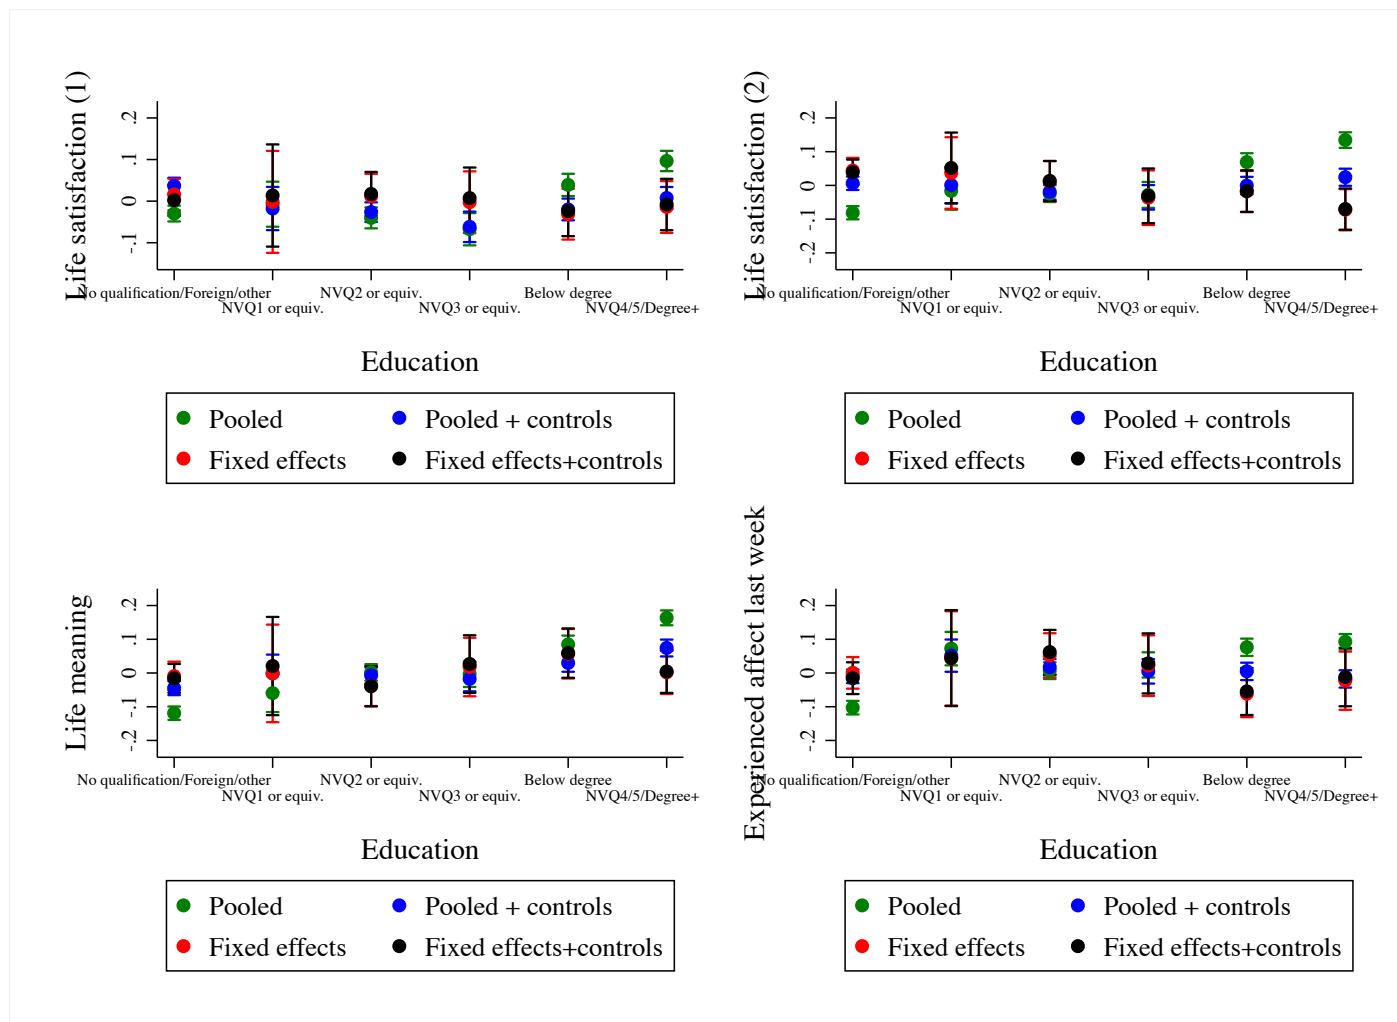 Life satisfaction (1)
.2
.1
0
-.1
No qualification/Foreign/other
NVQ1 or equiv.
NVQ2 or equiv.
NVQ3 or equiv.
Below degree
NVQ4/5/Degree+
Education
Pooled
Pooled + controls
Fixed effects
Fixed effects+controls
Life satisfaction (2)
.2
.1
0
-.1
-.2
No qualification/Foreign/other
NVQ1 or equiv.
NVQ2 or equiv.
NVQ3 or equiv.
Below degree
NVQ4/5/Degree+
Education
Pooled
Pooled + controls
Fixed effects
Fixed effects+controls
Life meaning
.2
.1
0
-.1
-.2
No qualification/Foreign/other
NVQ1 or equiv.
NVQ2 or equiv.
NVQ3 or equiv.
Below degree
NVQ4/5/Degree+
Education
Pooled
Pooled + controls
Fixed effects
Fixed effects+controls
Experienced affect last week
.2
.1
0
-.1
-.2
No qualification/Foreign/other
NVQ1 or equiv.
NVQ2 or equiv.
NVQ3 or equiv.
Below degree
NVQ4/5/Degree+
Education
Pooled
Pooled + controls
Fixed effects
Fixed effects+controls